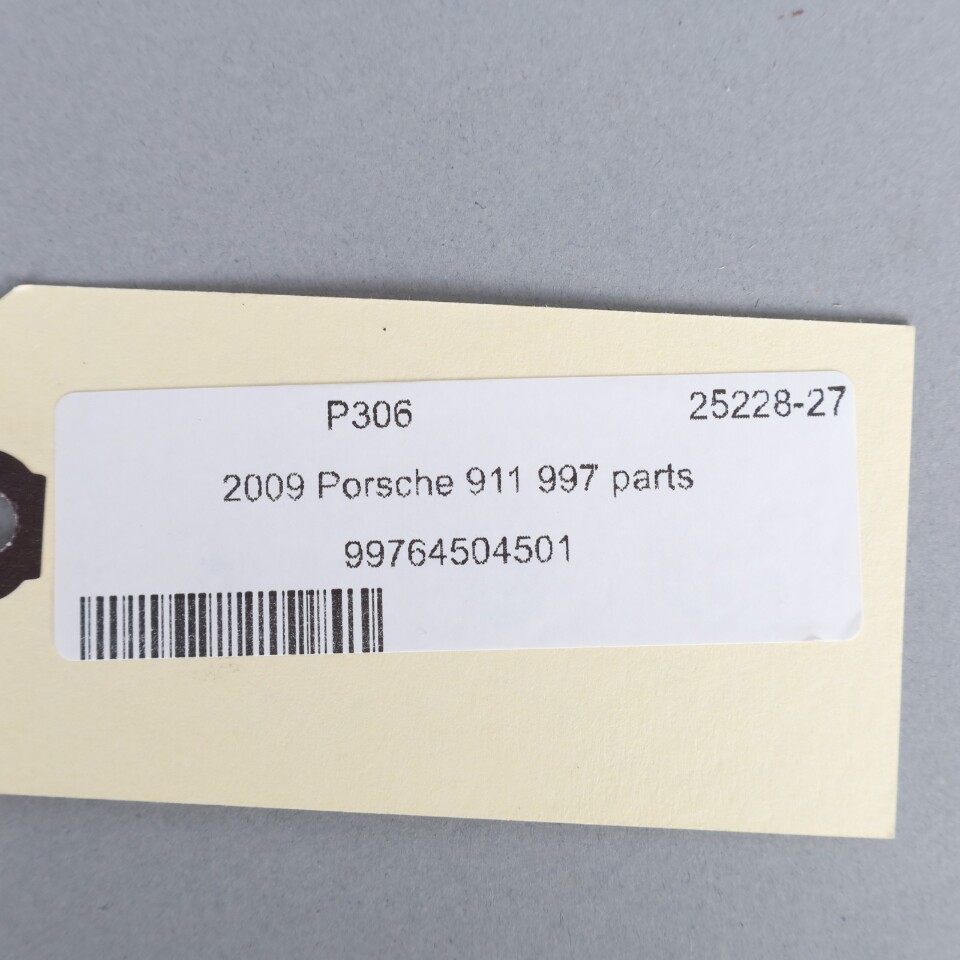 P306 25228-27
2009 Porsche 911 997 parts
99764504501